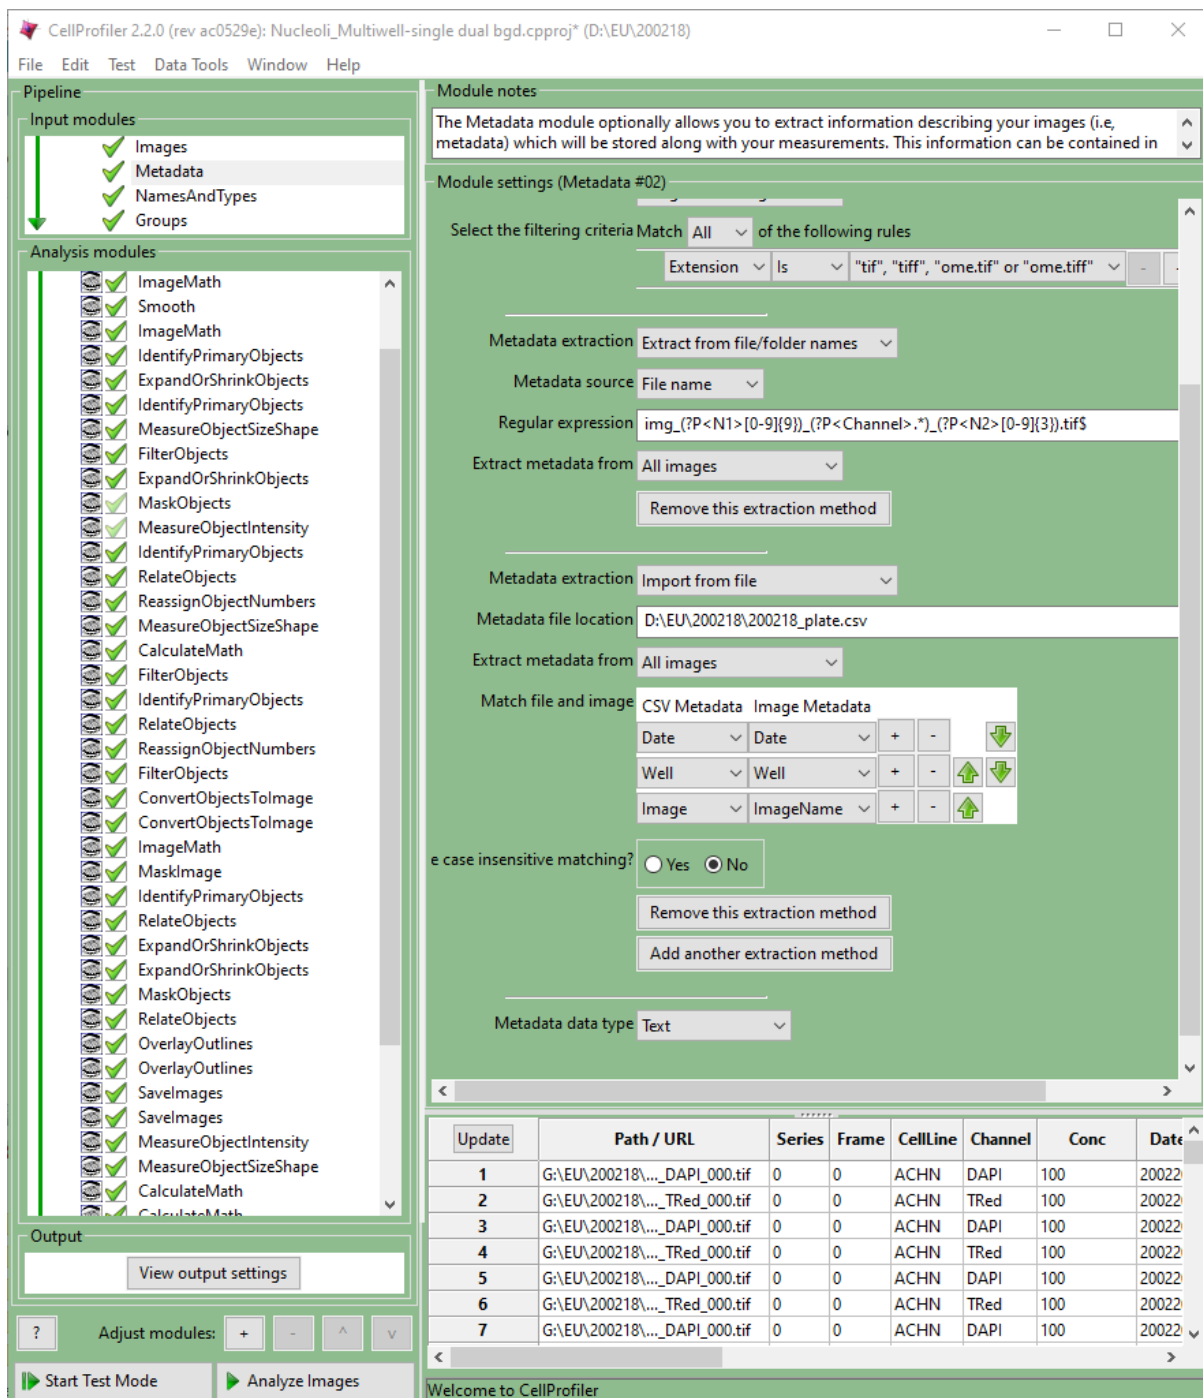 CellProfiler 2.2.0 (rev ac0529e): Nucleoli_Multiwell-single dual bgd.cpproj* (D:\EU\200218)
File Edit Test Data Tools Window Help
Pipeline
Input modules
Images
Metadata
NamesAndTypes
Groups
Analysis modules
ImageMath
Smooth
ImageMath
IdentifyPrimaryObjects
ExpandOrShrinkObjects
IdentifyPrimaryObjects
MeasureObjectSizeShape
FilterObjects
ExpandOrShrinkObjects
MaskObjects
MeasureObjectIntensity
IdentifyPrimaryObjects
RelateObjects
ReassignObjectNumbers
MeasureObjectSizeShape
CalculateMath
FilterObjects
IdentifyPrimaryObjects
RelateObjects
ReassignObjectNumbers
FilterObjects
ConvertObjectsToImage
ConvertObjectsToImage
ImageMath
MaskImage
IdentifyPrimaryObjects
RelateObjects
ExpandOrShrinkObjects
ExpandOrShrinkObjects
MaskObjects
RelateObjects
OverlayOutlines
OverlayOutlines
SaveImages
SaveImages
MeasureObjectIntensity
MeasureObjectSizeShape
CalculateMath
CalculateMath
Output
View output settings
? Adjust modules: + - ^ v
Start Test Mode Analyze Images
Module notes
The Metadata module optionally allows you to extract information describing your images (i.e,
metadata) which will be stored along with your measurements. This information can be contained in
Module settings (Metadata #02)
Select the filtering criteria Match All of the following rules
Extension Is "tif", "tiff", "ome.tif" or "ome.tiff" -
Metadata extraction Extract from file/folder names
Metadata source File name
Regular expression img_(?P<N1>[0-9]{9})_(?P<Channel>.*)_(?P<N2>[0-9]{3}).tif$
Extract metadata from All images
Remove this extraction method
Metadata extraction Import from file
Metadata file location D:\EU\200218\200218_plate.csv
Extract metadata from All images
Match file and image CSV Metadata Image Metadata
Date Date + -
Well Well + -
Image ImageName + -
e case insensitive matching? Yes No
Remove this extraction method
Add another extraction method
Metadata data type Text
Update Path / URL Series Frame CellLine Channel Conc Date
1 G:\EU\200218\..._DAPI_000.tif 0 0 ACHN DAPI 100 20022
2 G:\EU\200218\..._TRed_000.tif 0 0 ACHN TRed 100 20022
3 G:\EU\200218\..._DAPI_000.tif 0 0 ACHN DAPI 100 20022
4 G:\EU\200218\..._TRed_000.tif 0 0 ACHN TRed 100 20022
5 G:\EU\200218\..._DAPI_000.tif 0 0 ACHN DAPI 100 20022
6 G:\EU\200218\..._TRed_000.tif 0 0 ACHN TRed 100 20022
7 G:\EU\200218\..._DAPI_000.tif 0 0 ACHN DAPI 100 20022
Welcome to CellProfiler